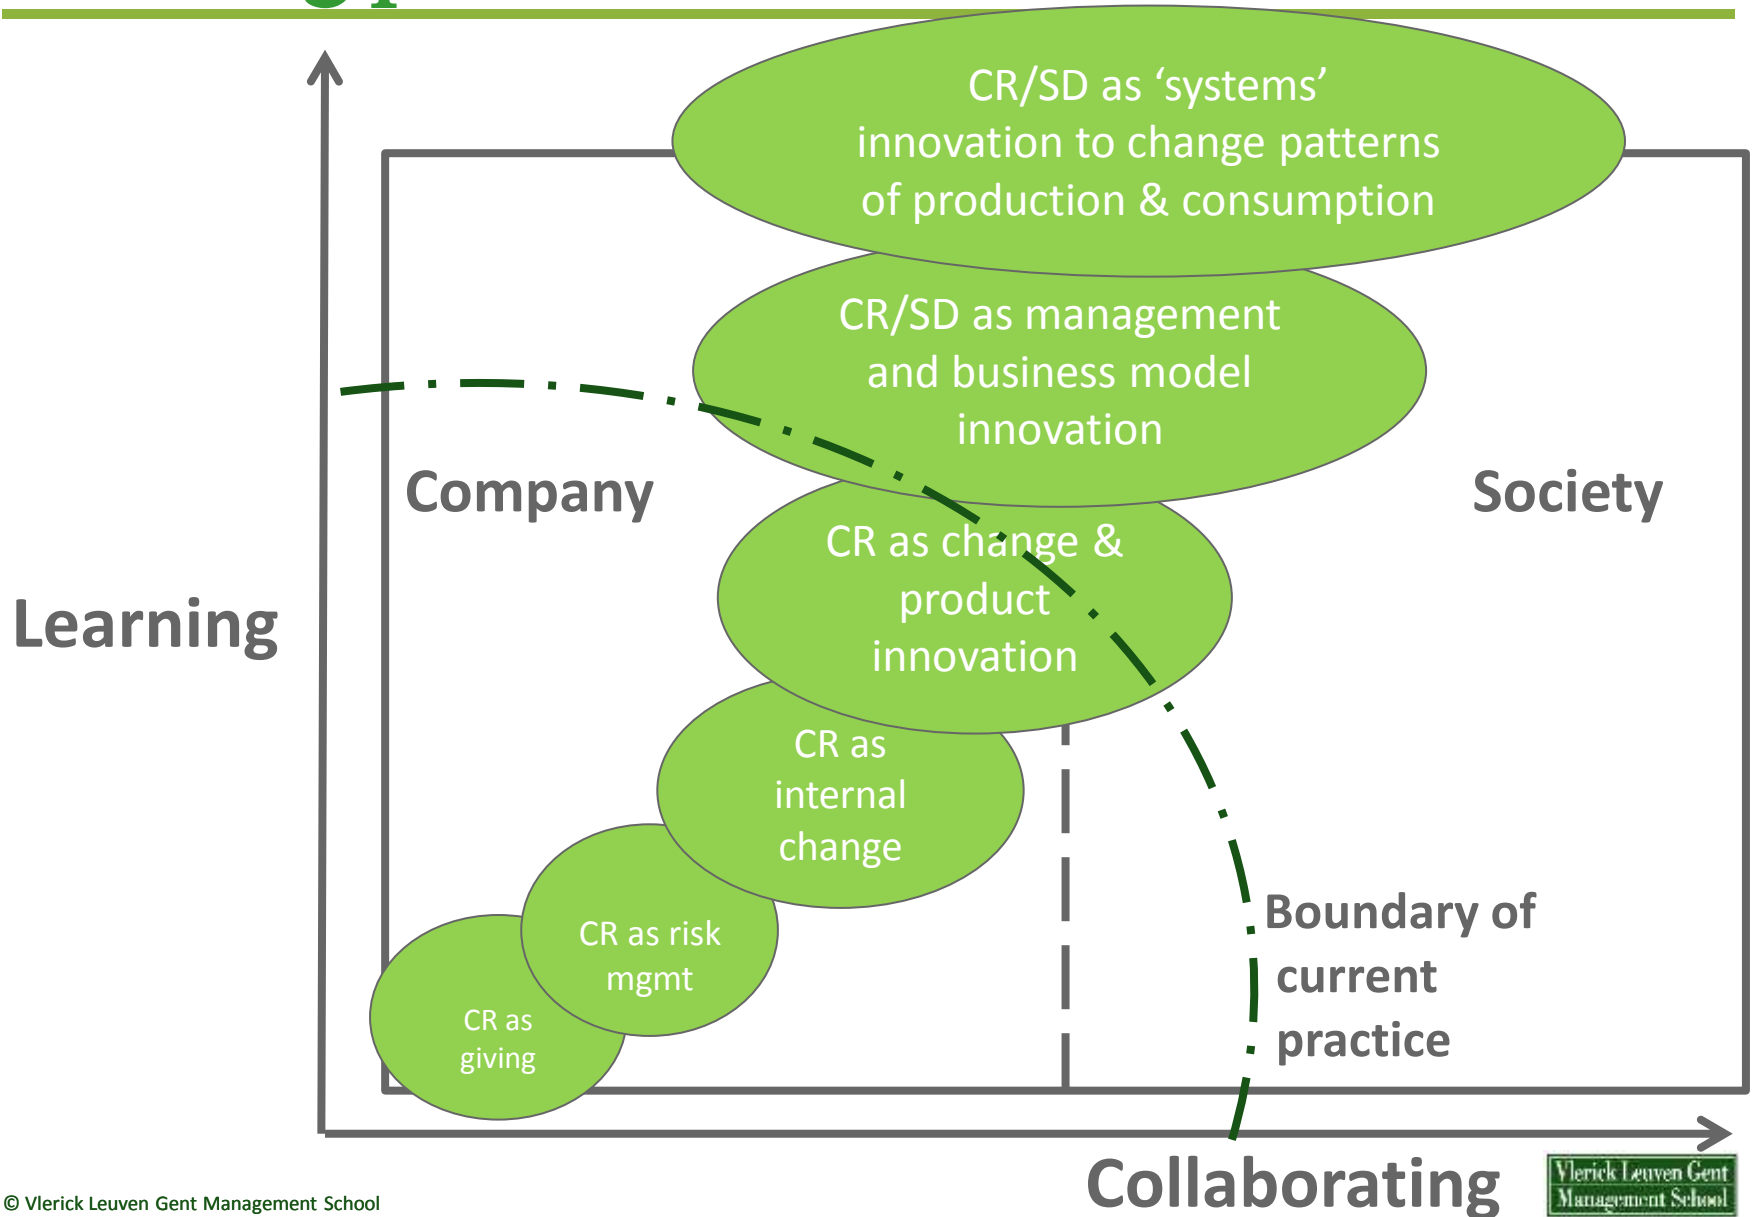 CR/SD as ‘systems’
innovation to change patterns
of production & consumption
CR/SD as management
and business model
innovation
Company
Society
CR as change &
product
innovation
Learning
CR as
internal
change
Boundary of
current
practice
CR as risk
mgmt
CR as
giving
Collaborating
© Vlerick Leuven Gent Management School
Vlerick Leuven Gent
Management School